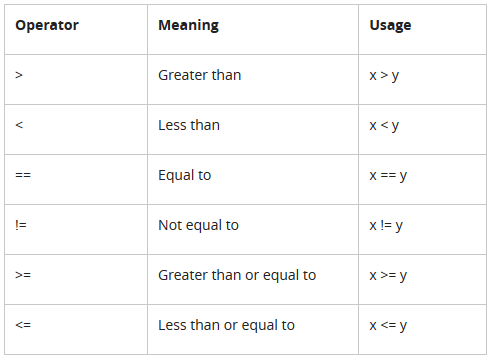 Operator Meaning Usage
> Greater than x > y
< Less than x < y
== Equal to x == y
!= Not equal to x != y
>= Greater than or equal to x >= y
<= Less than or equal to x <= y